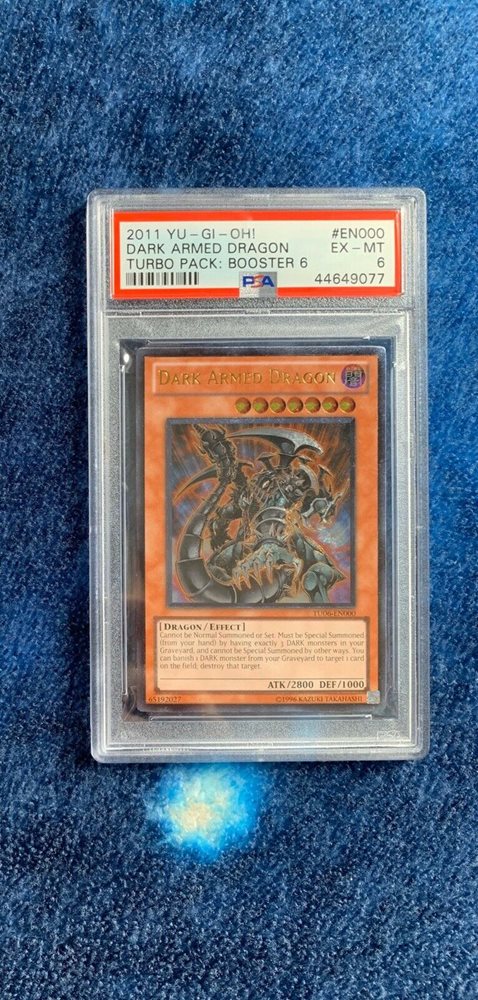 2011 YU-GI-OH! #EN000
DARK ARMED DRAGON EX-MT
TURBO PACK: BOOSTER 6 6
PSA 44649077
DARK ARMED DRAGON
TU06-EN000
[DRAGON/EFFECT]
Cannot be Normal Summoned or Set. Must be Special Summoned
(from your hand) by having exactly 3 DARK monsters in your
Graveyard, and cannot be Special Summoned by other ways. You
can banish 1 DARK monster from your Graveyard to target 1 card
on the field; destroy that target.
ATK/2800 DEF/1000
65192027 ©1996 KAZUKI TAKAHASHI